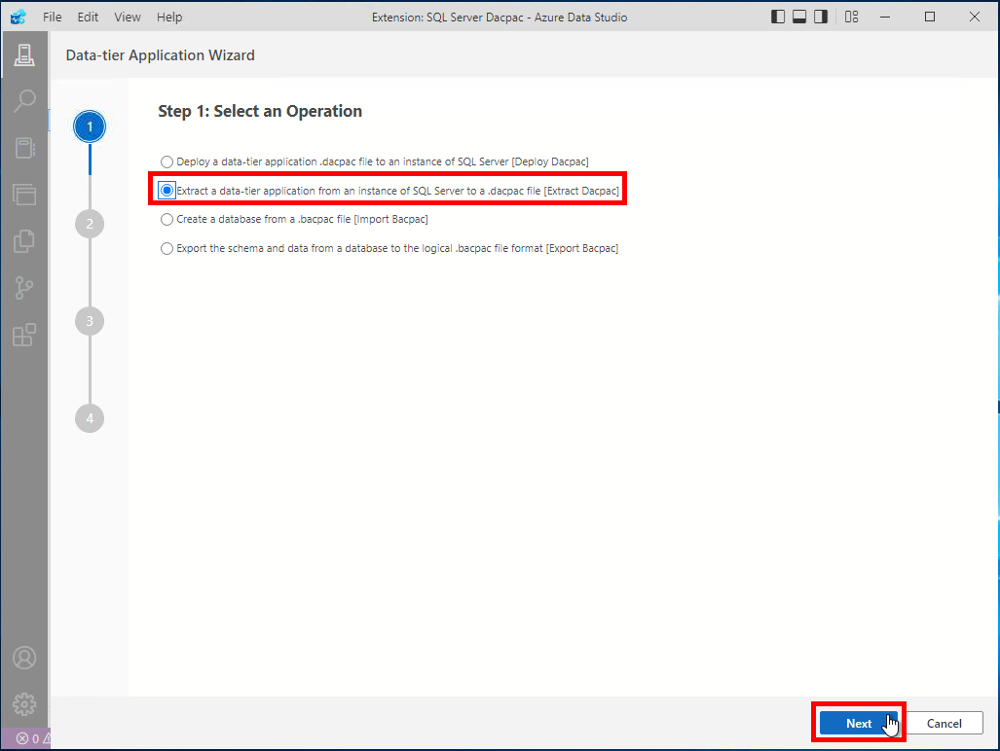 File Edit View Help Extension: SQL Server Dacpac - Azure Data Studio
Data-tier Application Wizard
Step 1: Select an Operation
1
Deploy a data-tier application .dacpac file to an instance of SQL Server [Deploy Dacpac]
Extract a data-tier application from an instance of SQL Server to a .dacpac file [Extract Dacpac]
2
Create a database from a .bacpac file [Import Bacpac]
Export the schema and data from a database to the logical .bacpac file format [Export Bacpac]
3
4
Next Cancel
0